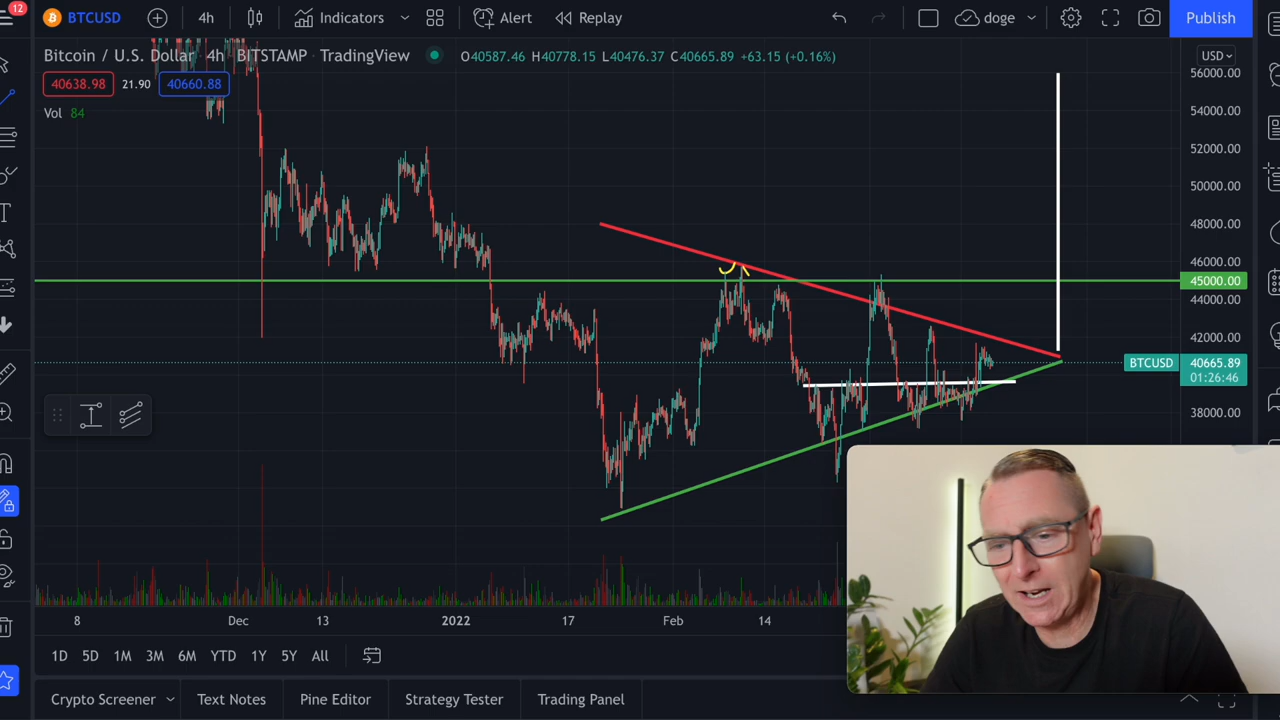 12
BTCUSD 4h Indicators Alert Replay doge Publish
Bitcoin / U.S. Dollar 4h BITSTAMP TradingView O40587.46 H40778.15 L40476.37 C40665.89 +63.15 (+0.16%) USD
40638.98 21.90 40660.88
Vol 84
56000.00
54000.00
52000.00
50000.00
48000.00
46000.00
45000.00
44000.00
42000.00
BTCUSD 40665.89
01:26:46
38000.00
8 Dec 13 2022 17 Feb 14
1D 5D 1M 3M 6M YTD 1Y 5Y All
Crypto Screener Text Notes Pine Editor Strategy Tester Trading Panel